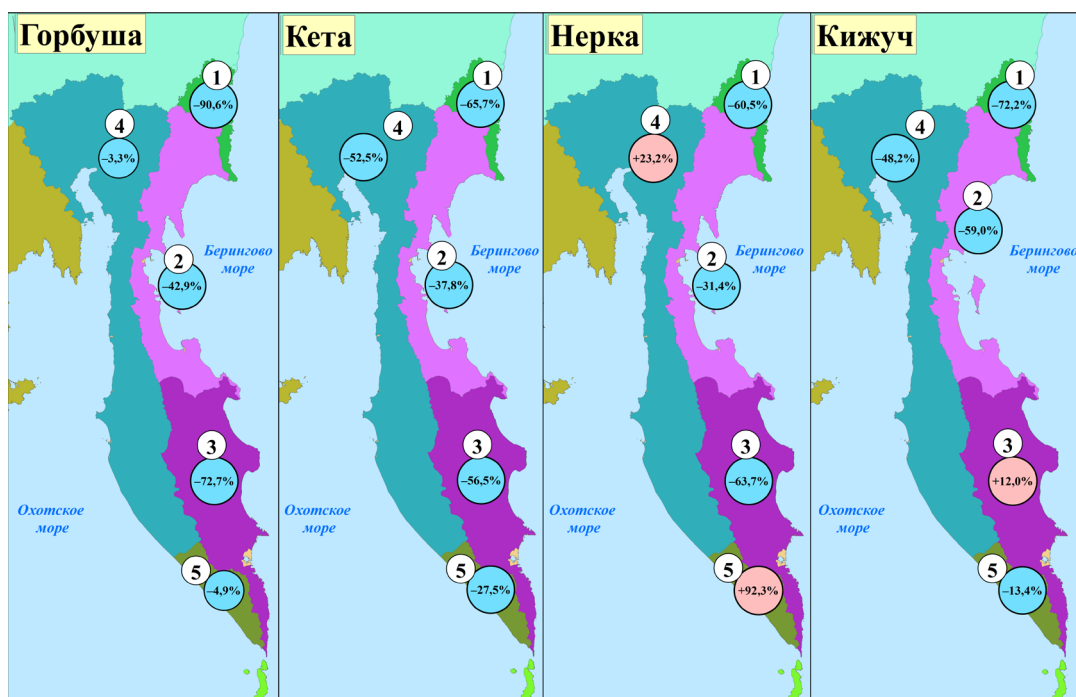 Горбуша
1
–90,6%
4
–3,3%
2
–42,9%
Берингово
море
3
–72,7%
Охотское
море
5
–4,9%
Кета
1
–65,7%
4
–52,5%
2
–37,8%
Берингово
море
3
–56,5%
Охотское
море
5
–27,5%
Нерка
1
–60,5%
4
+23,2%
2
–31,4%
Берингово
море
3
–63,7%
Охотское
море
5
+92,3%
Кижуч
1
–72,2%
4
–48,2%
2
–59,0%
Берингово
море
3
+12,0%
Охотское
море
5
–13,4%